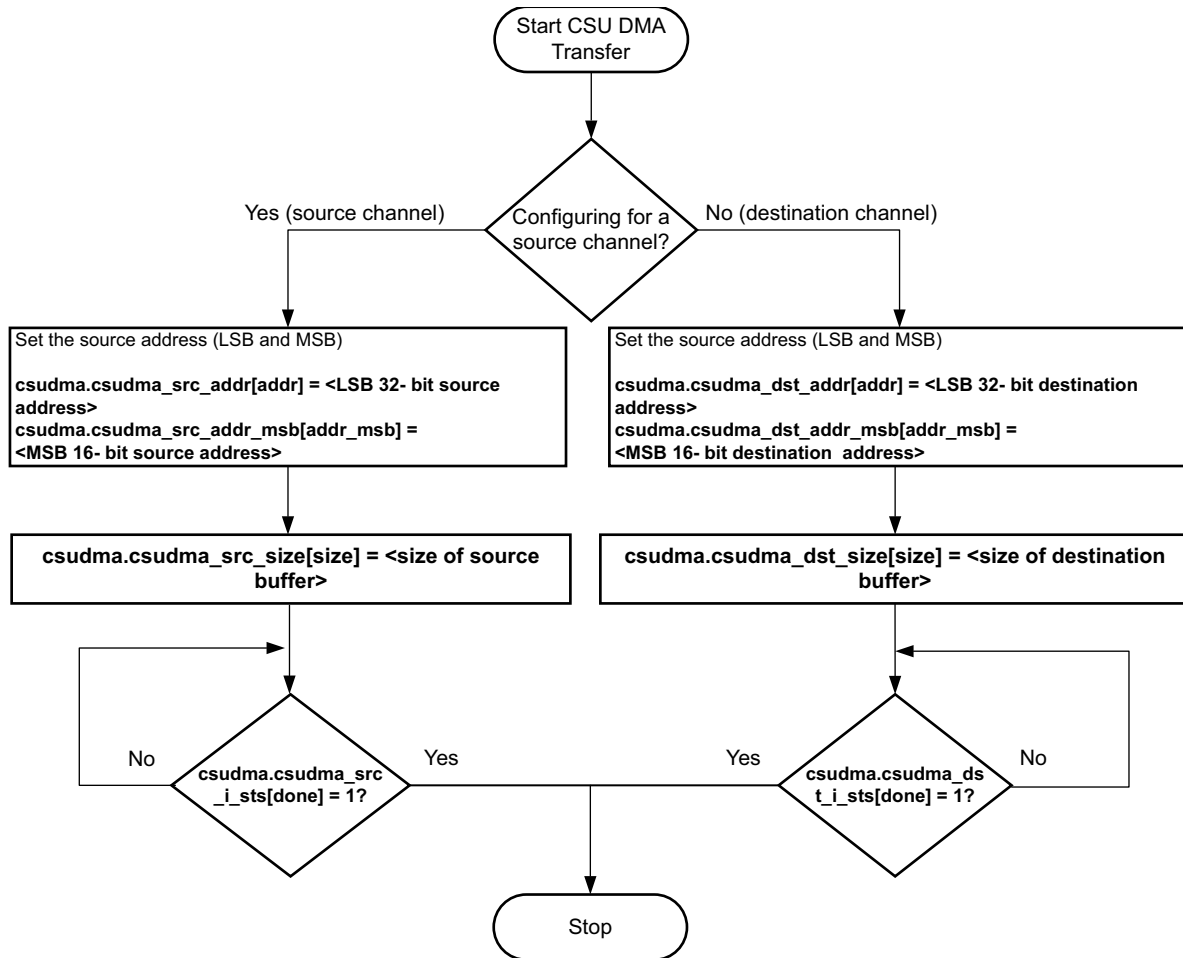 Start CSU DMA
Transfer
Configuring for a
source channel?
Yes (source channel)
No (destination channel)
Set the source address (LSB and MSB)
csudma.csudma_src_addr[addr] = <LSB 32- bit source
address>
csudma.csudma_src_addr_msb[addr_msb] =
<MSB 16- bit source address>
Set the source address (LSB and MSB)
csudma.csudma_dst_addr[addr] = <LSB 32- bit destination
address>
csudma.csudma_dst_addr_msb[addr_msb] =
<MSB 16- bit destination  address>
csudma.csudma_src_size[size] = <size of source
buffer>
csudma.csudma_dst_size[size] = <size of destination
buffer>
No
csudma.csudma_src
_i_sts[done] = 1?
Yes
Yes
csudma.csudma_ds
t_i_sts[done] = 1?
No
Stop